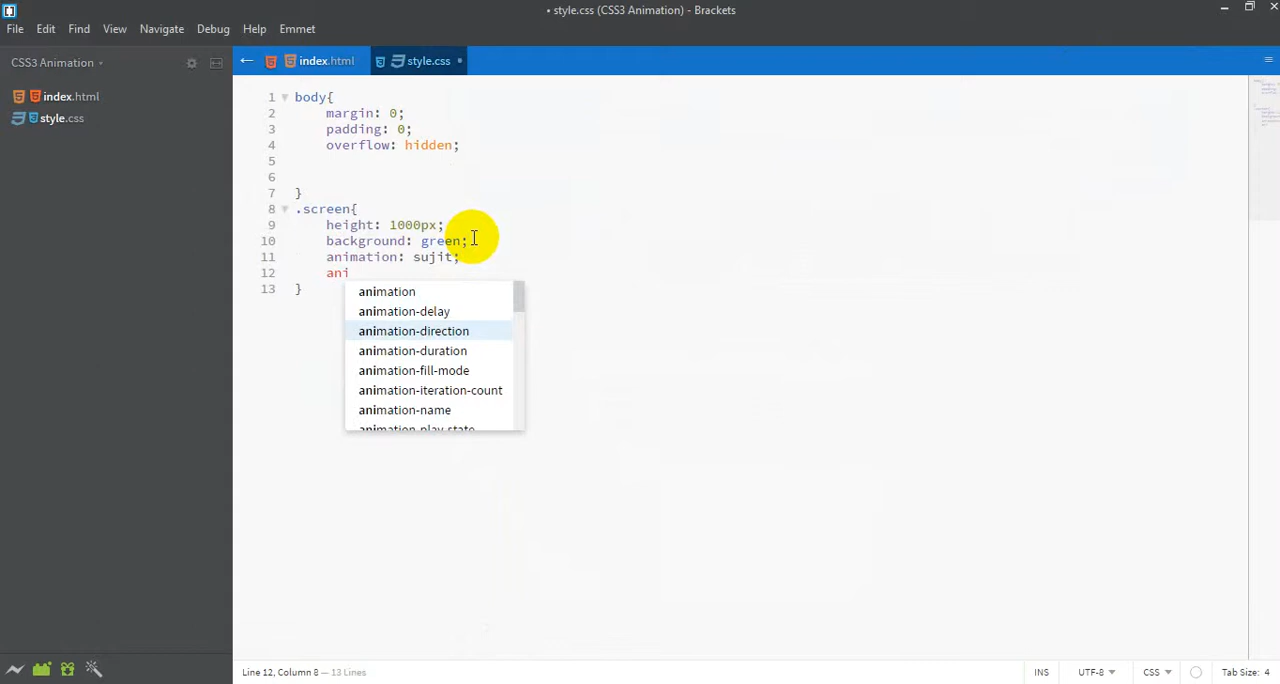 • style.css (CSS3 Animation) - Brackets
File Edit Find View Navigate Debug Help Emmet
CSS3 Animation
index.html
style.css
index.html style.css •
1 body{
2 margin: 0;
3 padding: 0;
4 overflow: hidden;
5
6
7 }
8 .screen{
9 height: 1000px;
10 background: green;
11 animation: sujit;
12 ani
13 }
animation
animation-delay
animation-direction
animation-duration
animation-fill-mode
animation-iteration-count
animation-name
animation-play-state
Line 12, Column 8 — 13 Lines
INS UTF-8 CSS Tab Size: 4